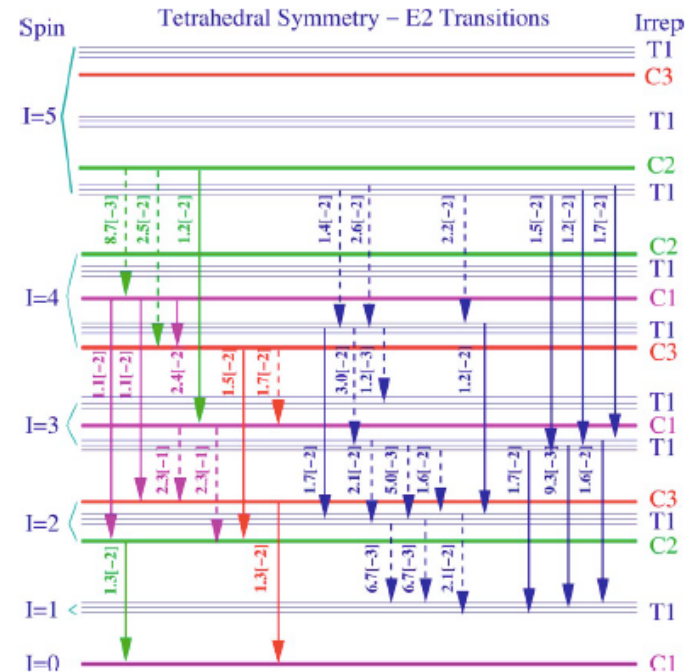 Tetrahedral Symmetry – E2 Transitions
Spin
Irrep
T1
C3
I=5
T1
C2
T1
8.7[-3]
2.5[-2]
1.2[-2]
1.4[-2]
2.6[-2]
2.2[-2]
1.5[-2]
1.2[-2]
1.7[-2]
C2
T1
I=4
C1
T1
C3
1.1[-2]
1.1[-2]
2.4[-2
1.5[-2]
1.7[-2]
3.0[-2]
1.2[-3]
1.2[-2]
T1
I=3
C1
T1
2.3[-1]
2.3[-1]
1.7[-2]
2.1[-2]
5.0[-3]
1.6[-2]
1.7[-2]
9.3[-3]
1.6[-2]
C3
I=2
T1
C2
1.3[-2]
1.3[-2]
6.7[-3]
6.7[-3]
2.1[-2]
I=1
T1
I=0
C1